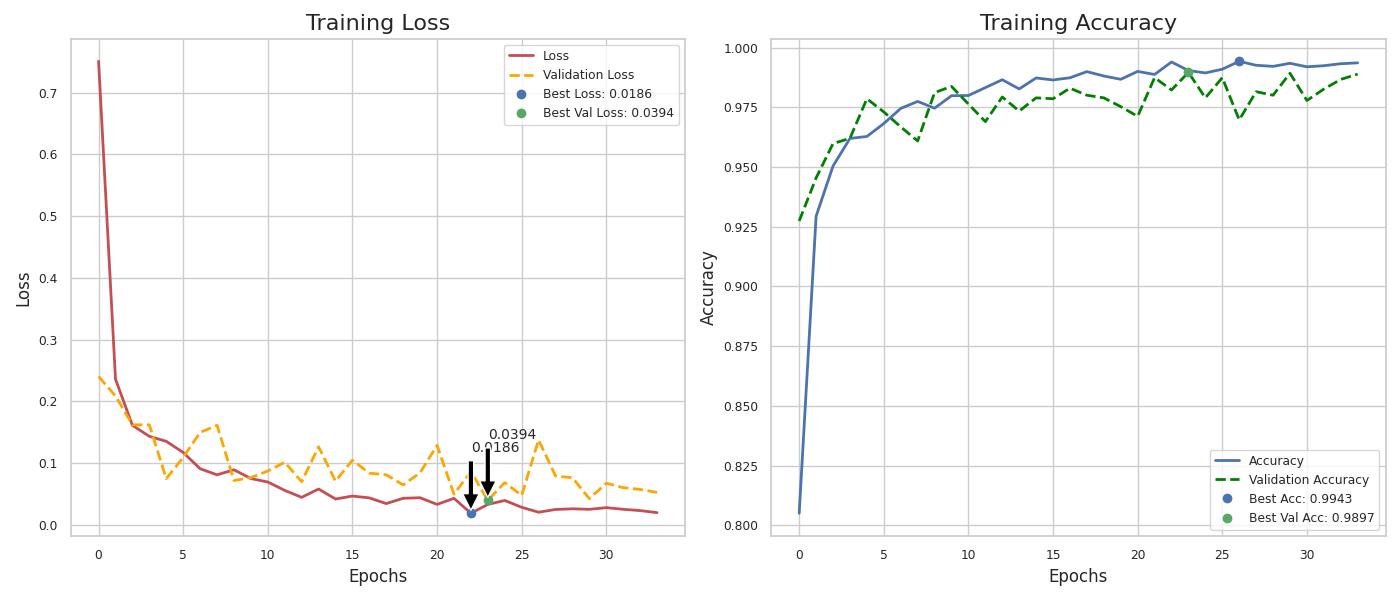 Training Loss
Loss
Validation Loss
Best Loss: 0.0186
Best Val Loss: 0.0394
0.7
0.6
0.5
0.4
0.3
0.2
0.1
0.0
Loss
0.0394
0.0186
0
5
10
15
20
25
30
Epochs
Training Accuracy
1.000
0.975
0.950
0.925
0.900
0.875
0.850
0.825
0.800
Accuracy
Accuracy
Validation Accuracy
Best Acc: 0.9943
Best Val Acc: 0.9897
0
5
10
15
20
25
30
Epochs